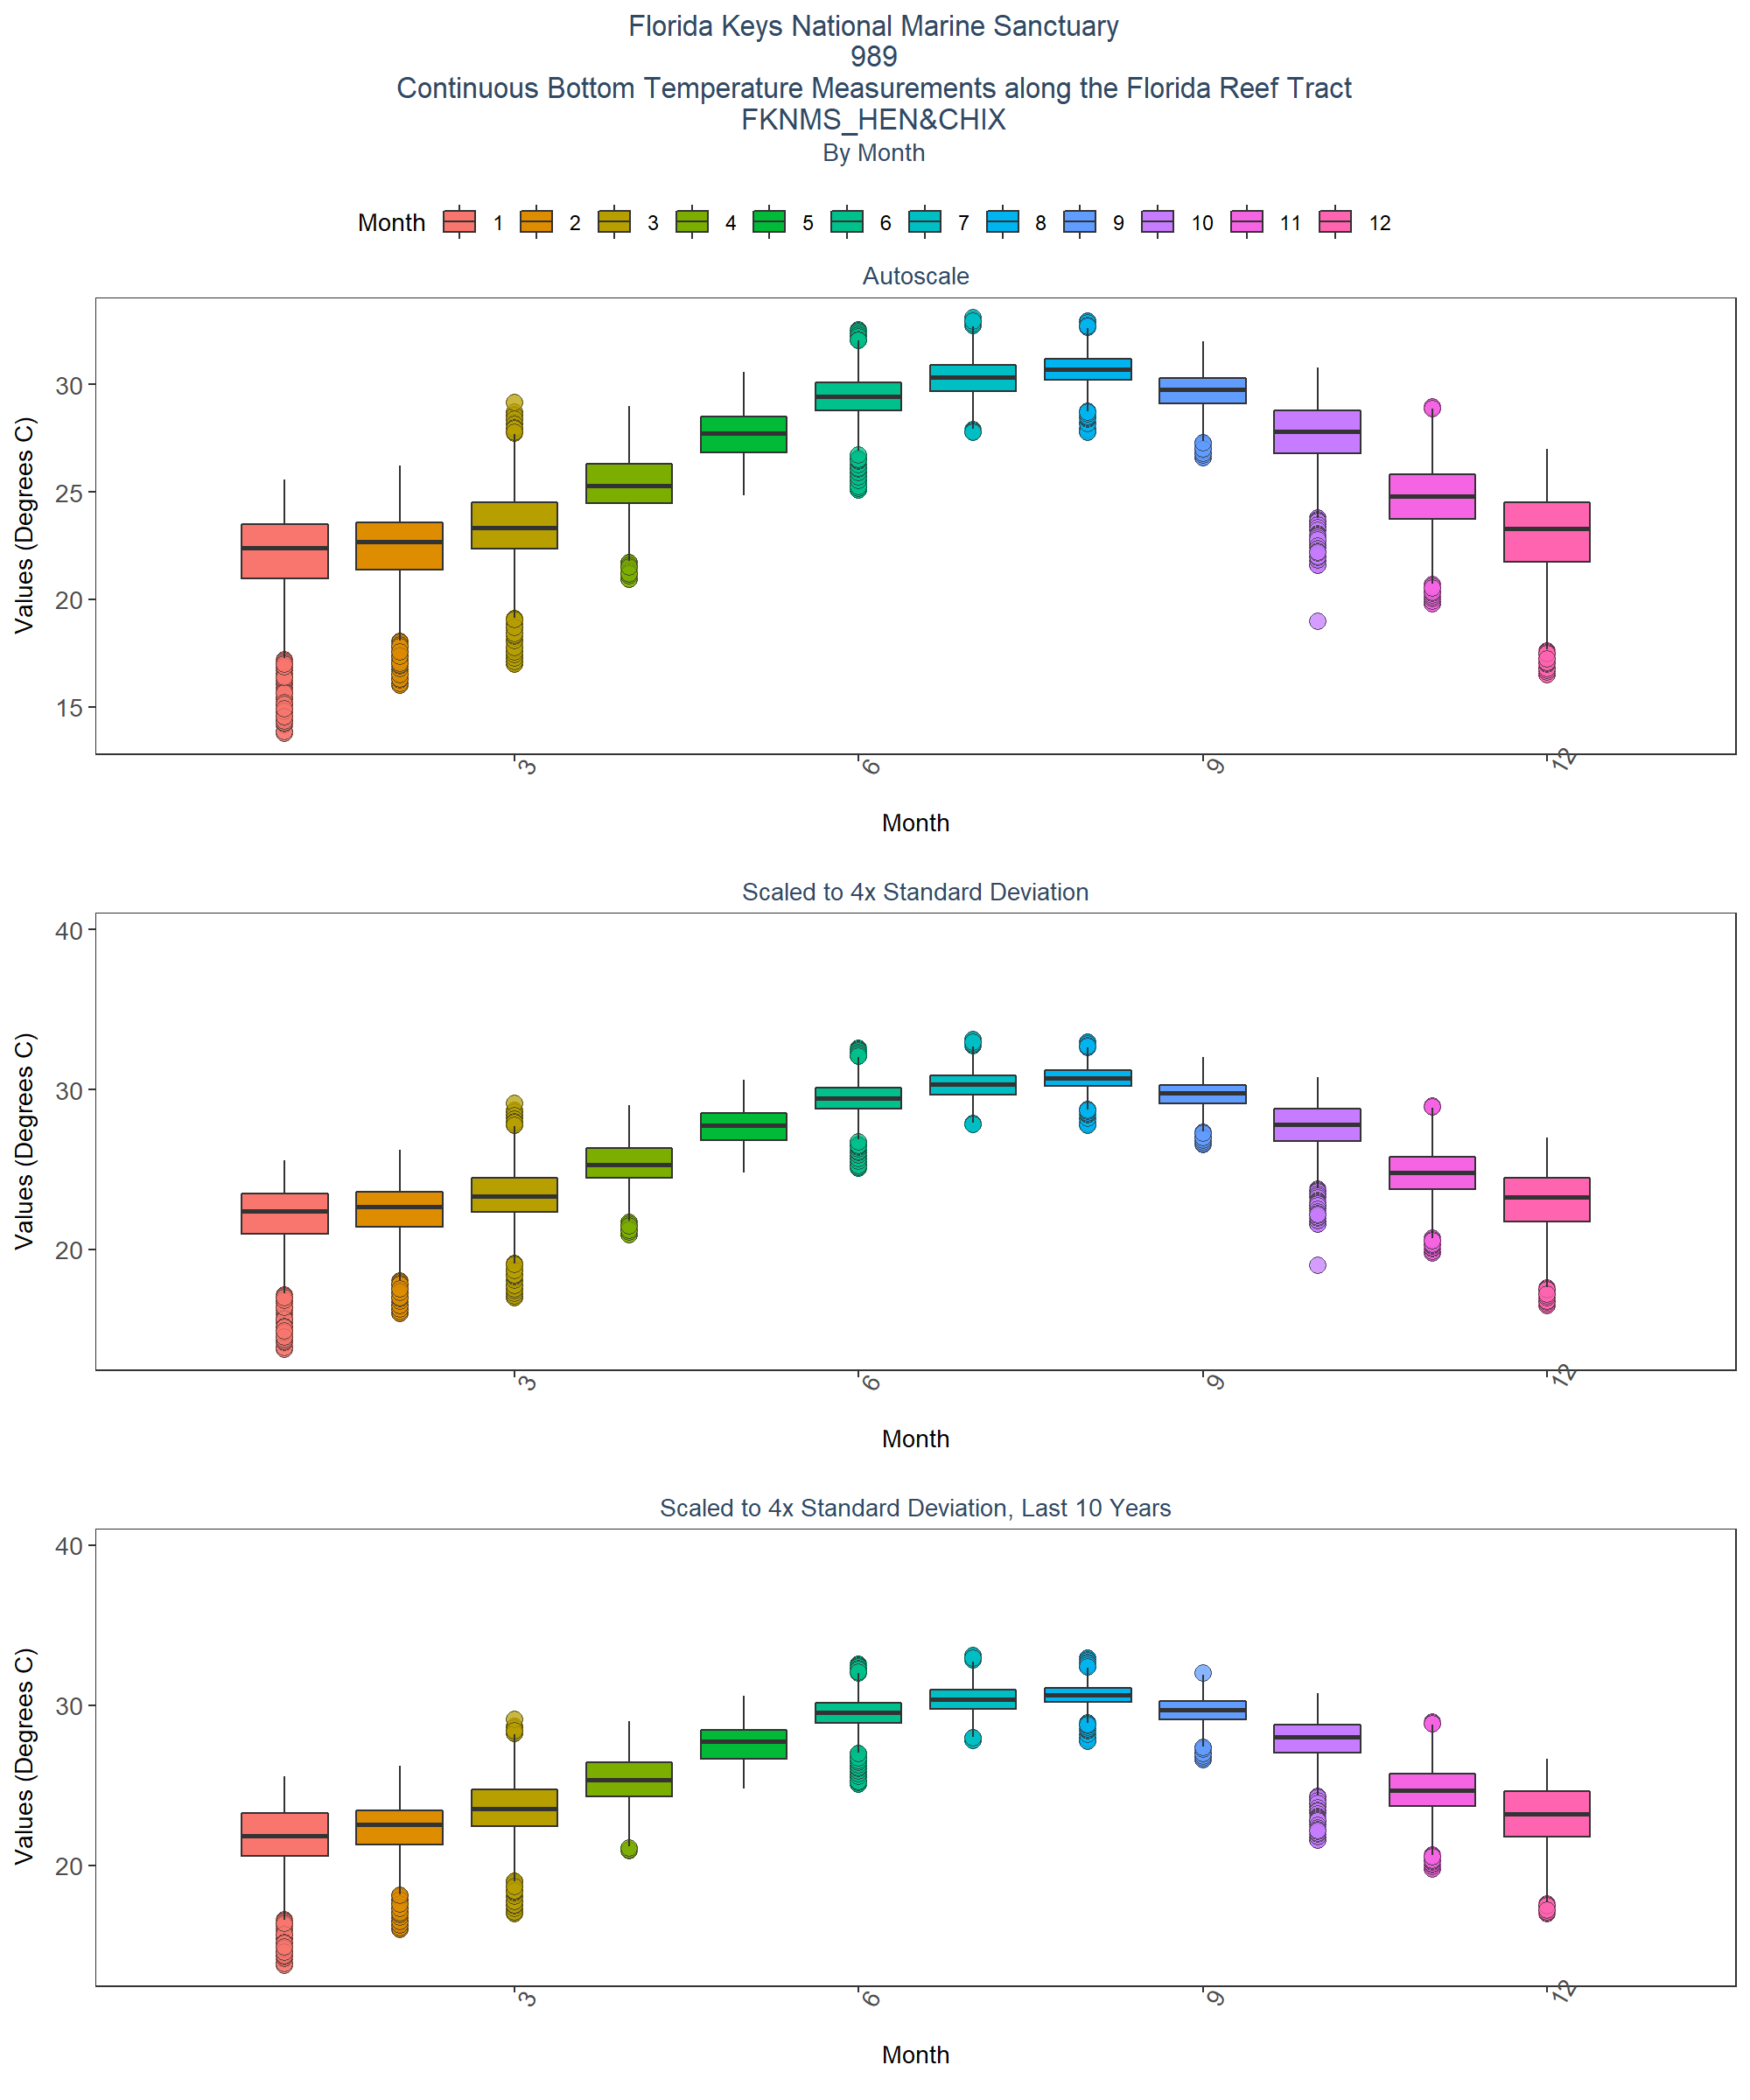 Florida Keys National Marine Sanctuary
989
Continuous Bottom Temperature Measurements along the Florida Reef Tract
FKNMS_HEN&CHIX
By Month
Month 1 2 3 4 5 6 7 8 9 10 11 12
Autoscale
Values (Degrees C)
30
25
20
15
3 6 9 12
Month
Scaled to 4x Standard Deviation
Values (Degrees C)
40
30
20
3 6 9 12
Month
Scaled to 4x Standard Deviation, Last 10 Years
Values (Degrees C)
40
30
20
3 6 9 12
Month